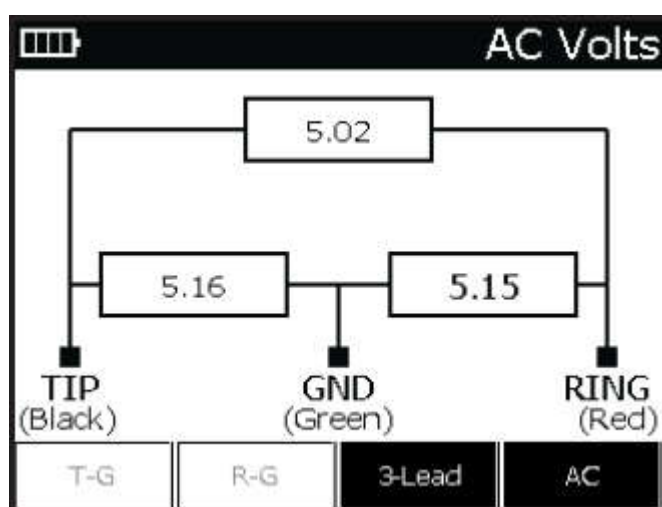 AC Volts
5.02
5.16
5.15
TIP
(Black)
GND
(Green)
RING
(Red)
T-G
R-G
3-Lead
AC